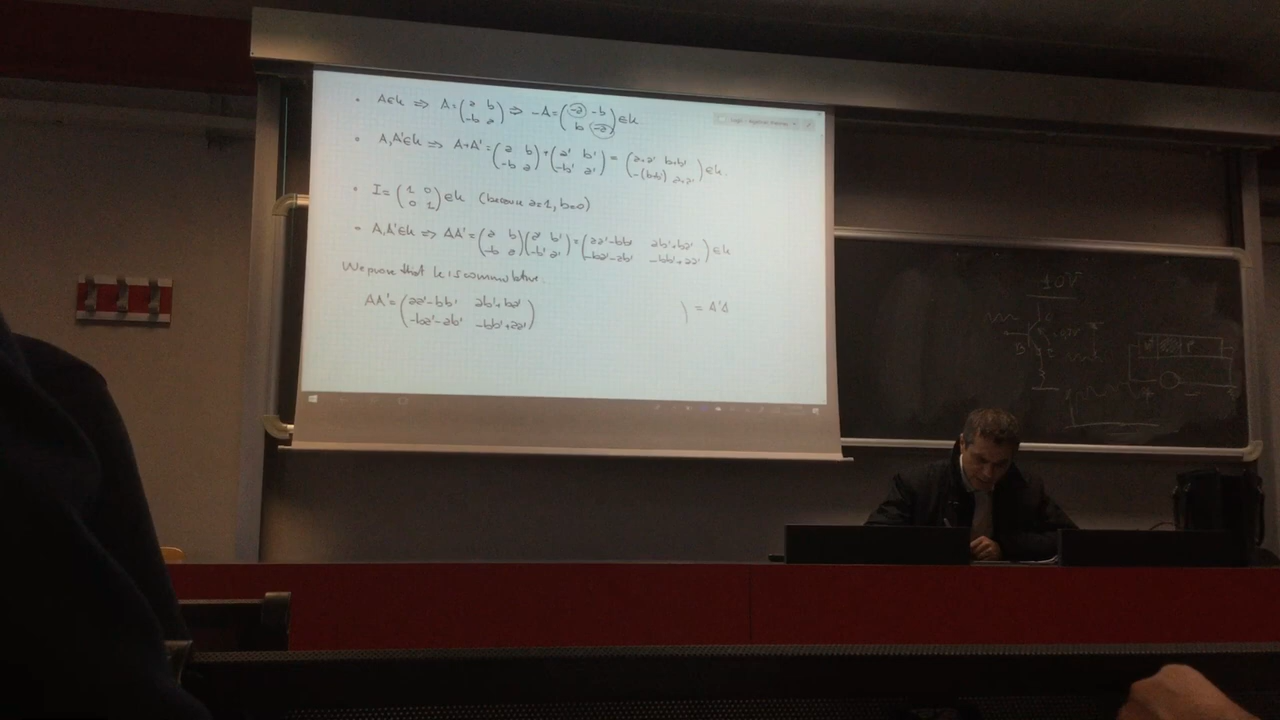 • A∈k ⇒ A=(a b -b a) ⇒ -A=(-a -b b -a)∈k
• A,A'∈k ⇒ A+A'=(a b -b a)+(a' b' -b' a')=(a+a' b+b' -(b+b') a+a')∈k.
• I=(1 0 0 1)∈k (because a=1, b=0)
• A,A'∈k ⇒ AA'=(a b -b a)(a' b' -b' a')=(aa'-bb' ab'+ba' -ba'-ab' -bb'+aa')∈k
We prove that k is commutative.
AA'=(aa'-bb' ab'+ba' -ba'-ab' -bb'+aa') ) = A'A
10V